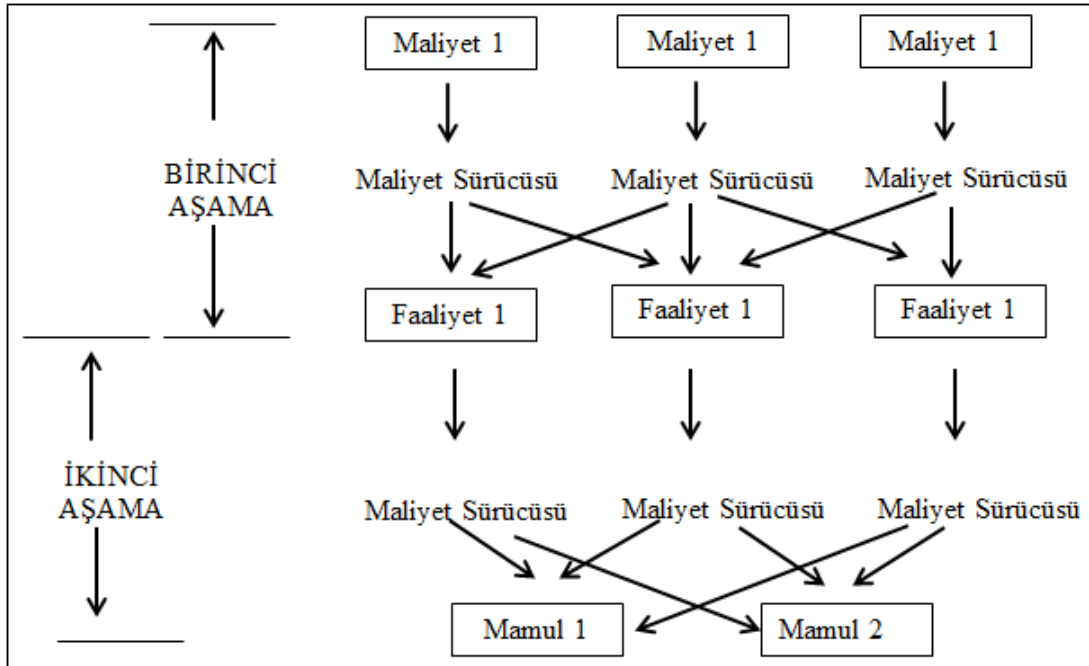 Maliyet 1
Maliyet 1
Maliyet 1
BİRİNCİ
AŞAMA
Maliyet Sürücüsü
Maliyet Sürücüsü
Maliyet Sürücüsü
Faaliyet 1
Faaliyet 1
Faaliyet 1
İKİNCİ
AŞAMA
Maliyet Sürücüsü
Maliyet Sürücüsü
Maliyet Sürücüsü
Mamul 1
Mamul 2